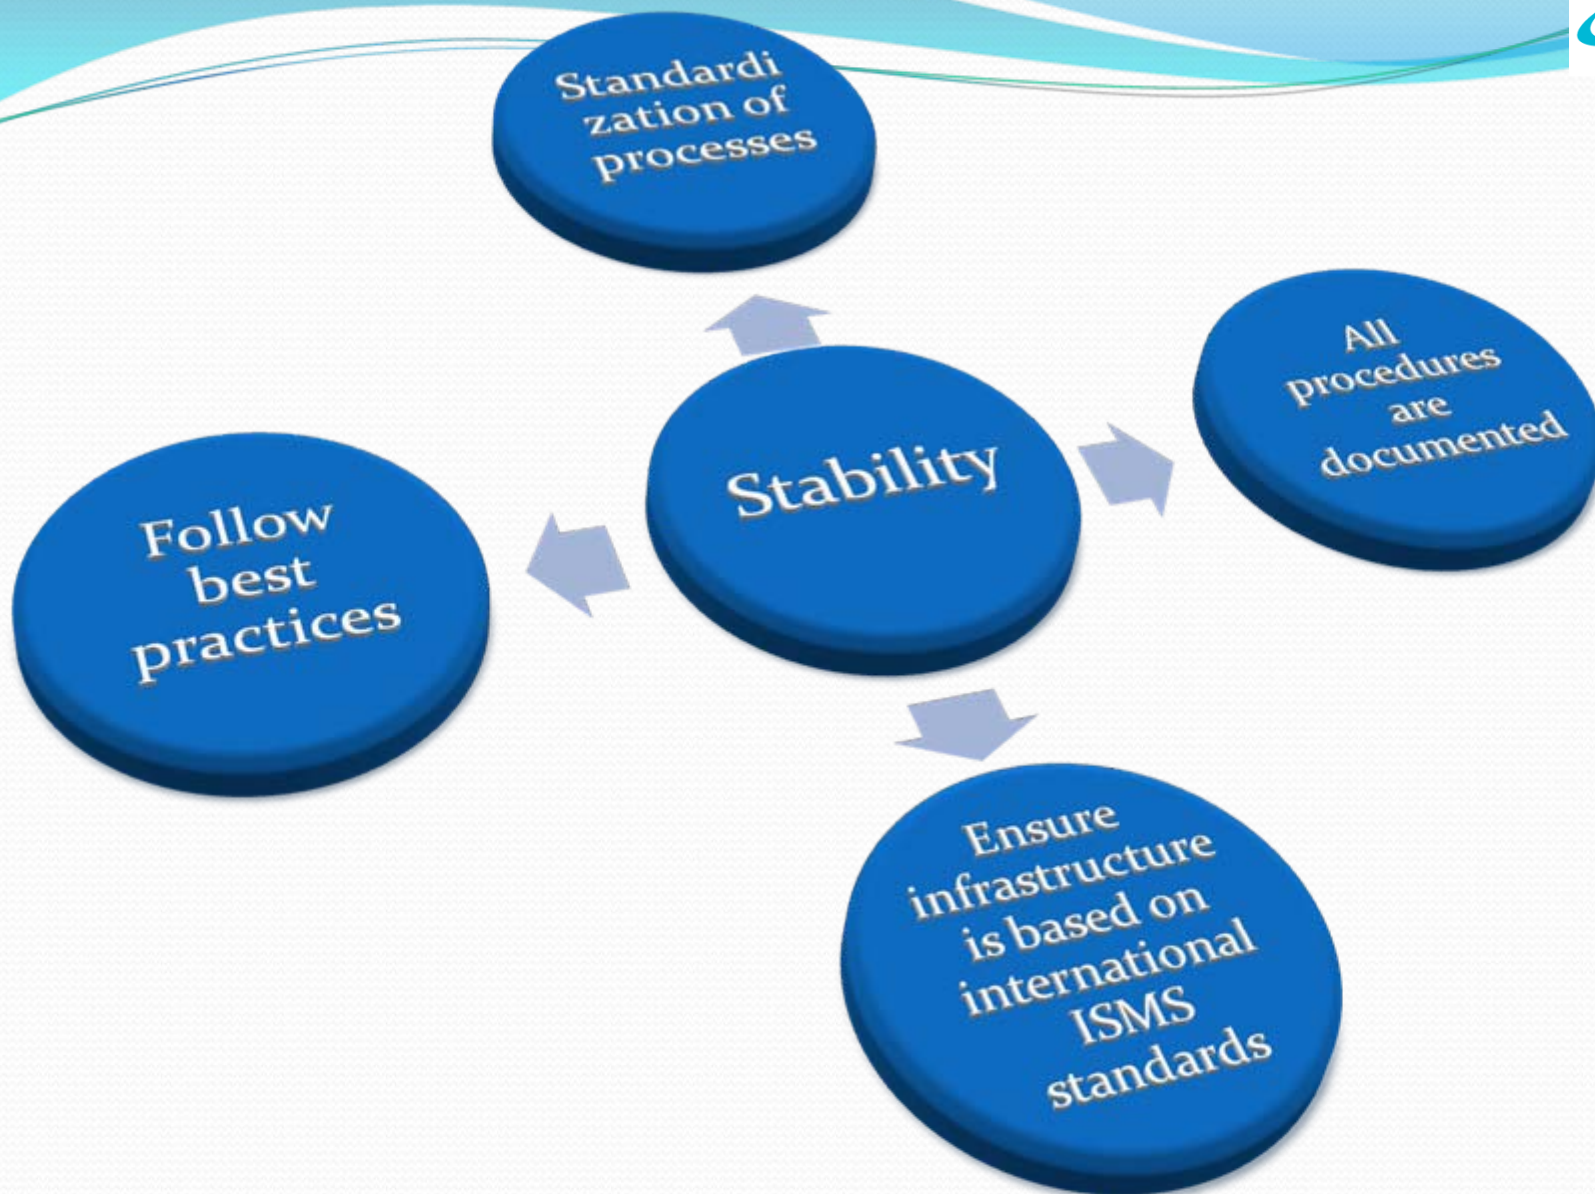 Standardi
zation of
processes
All
procedures
are
documented
Stability
Follow
best
practices
Ensure
infrastructure
is based on
international
ISMS
standards